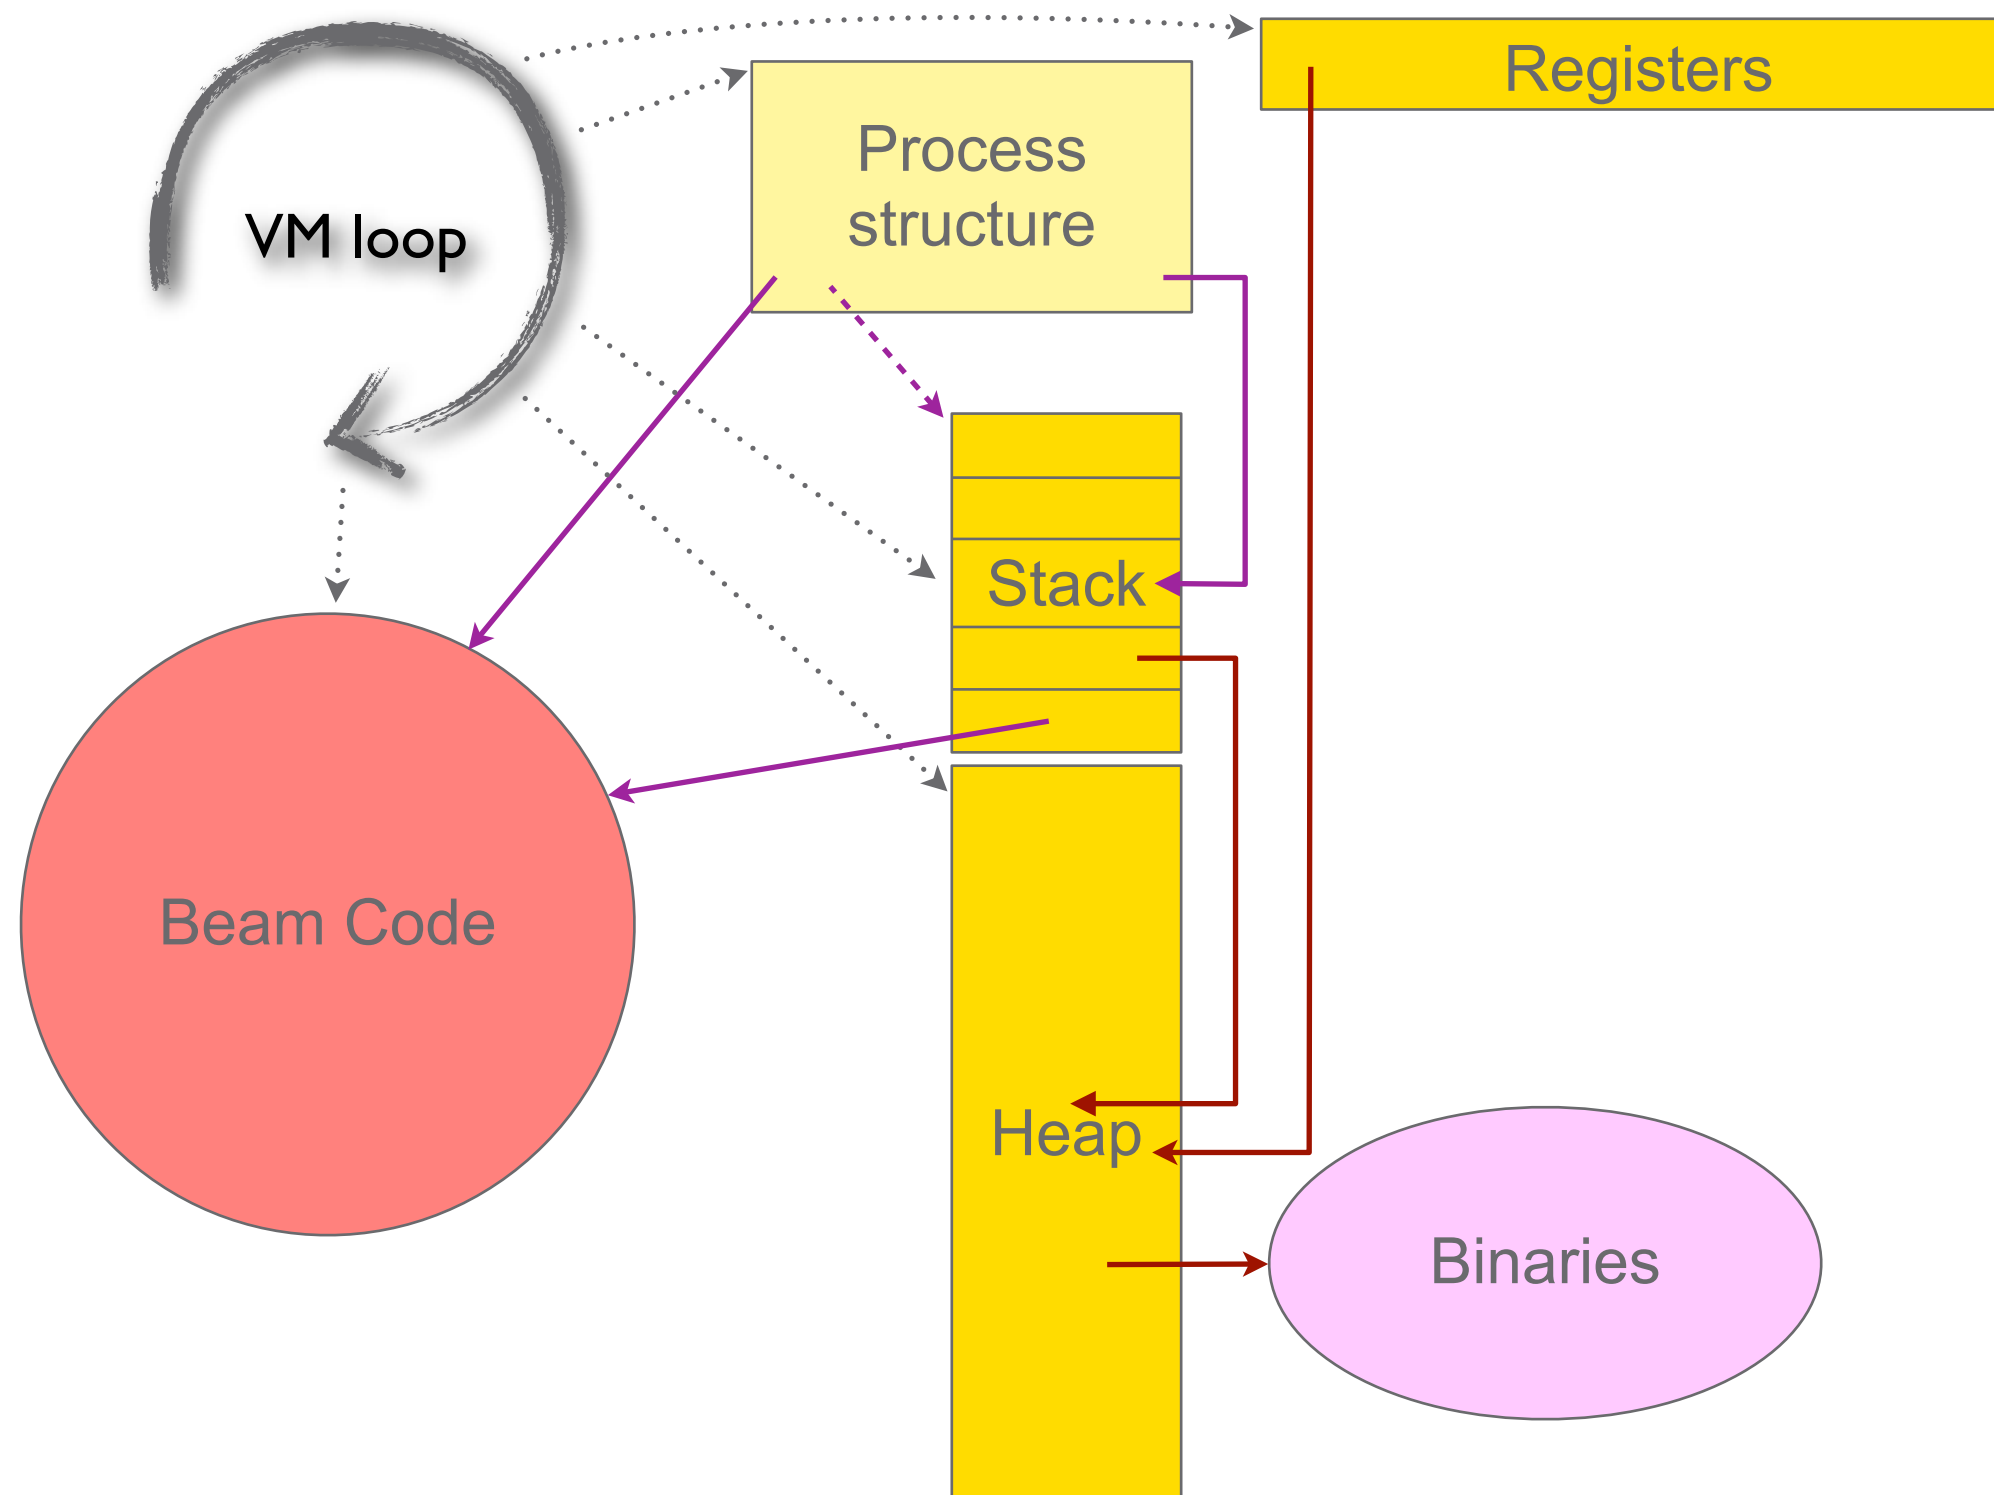 Registers
Process
structure
VM loop
Stack
Beam Code
Heap
Binaries